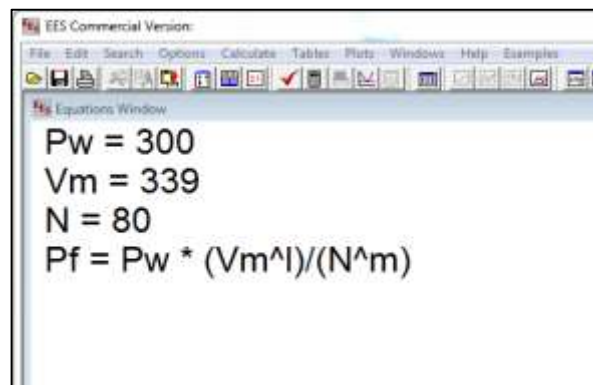 EES Commercial Version:
File Edit Search Options Calculate Tables Plots Windows Help Examples
Equations Window
Pw = 300
Vm = 339
N = 80
Pf = Pw * (Vm^l)/(N^m)